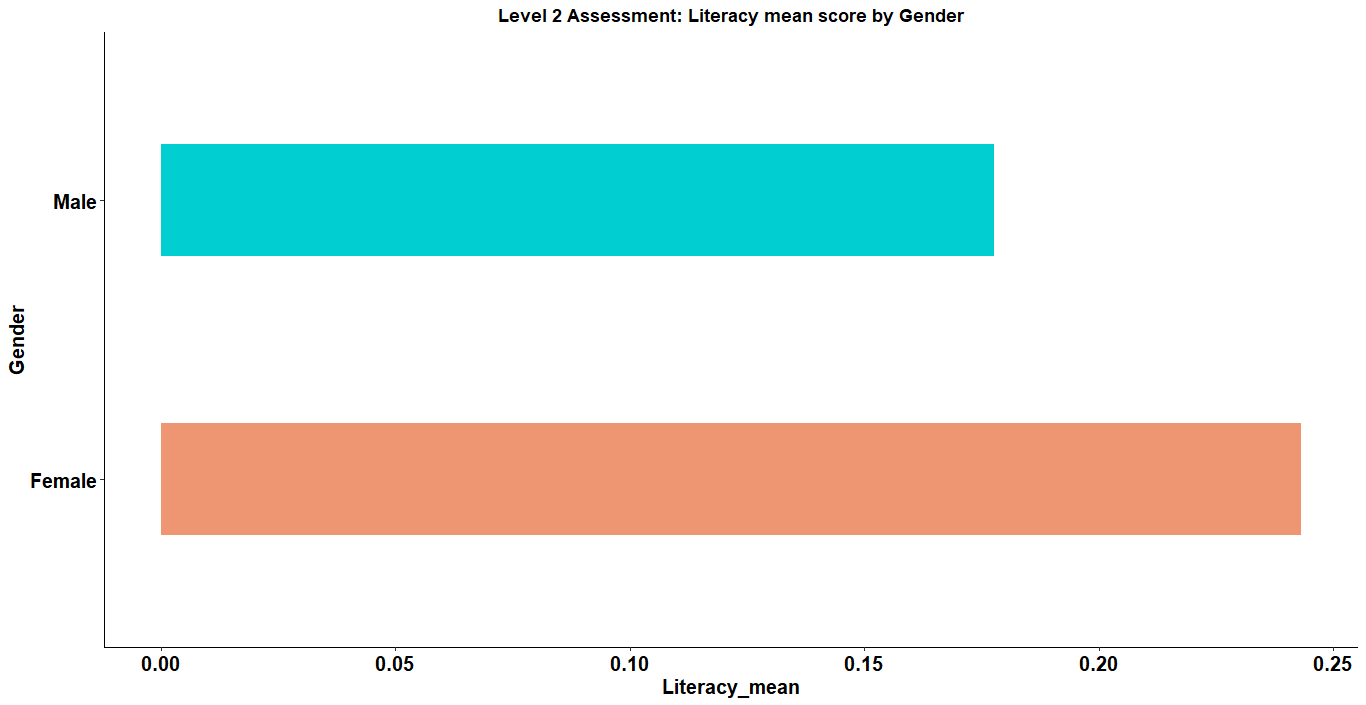 Level 2 Assessment: Literacy mean score by Gender
Male
Gender
Female
0.00 0.05 0.10 0.15 0.20 0.25
Literacy_mean